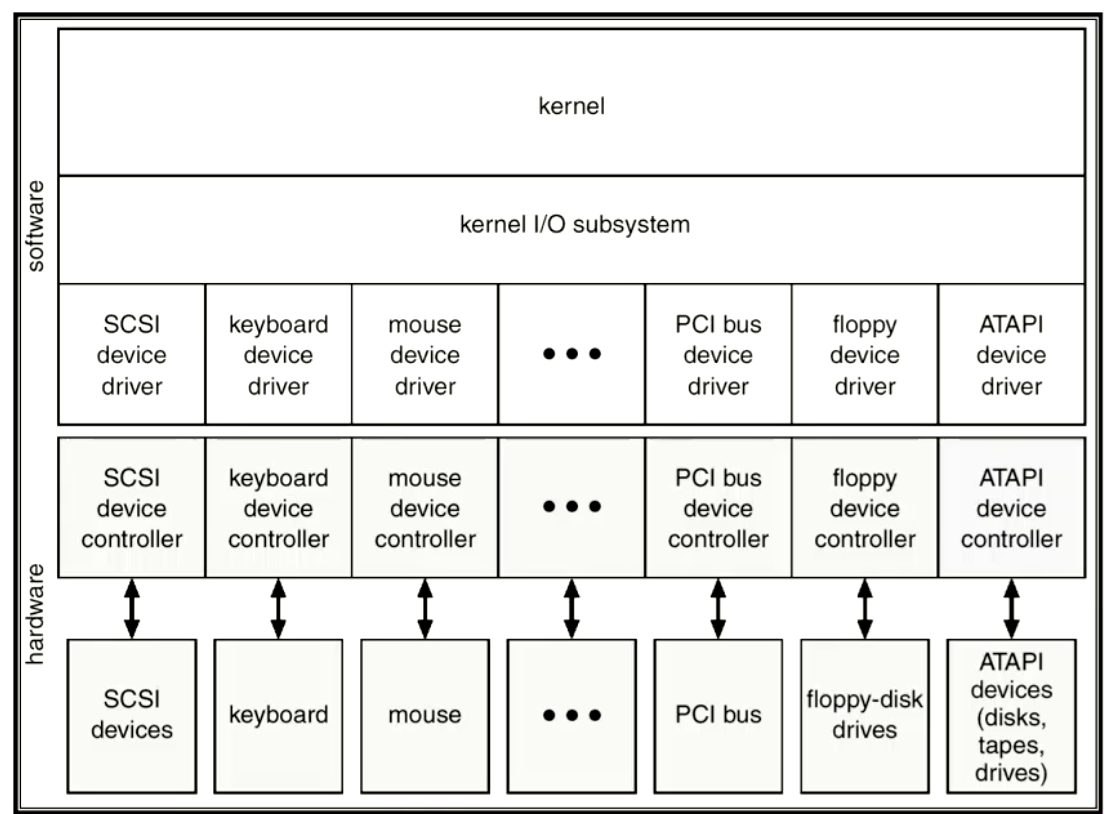 kernel
software
kernel I/O subsystem
SCSI
device
driver
keyboard
device
driver
mouse
device
driver
•••
PCI bus
device
driver
floppy
device
driver
ATAPI
device
driver
hardware
SCSI
device
controller
keyboard
device
controller
mouse
device
controller
•••
PCI bus
device
controller
floppy
device
controller
ATAPI
device
controller
SCSI
devices
keyboard
mouse
•••
PCI bus
floppy-disk
drives
ATAPI
devices
(disks,
tapes,
drives)